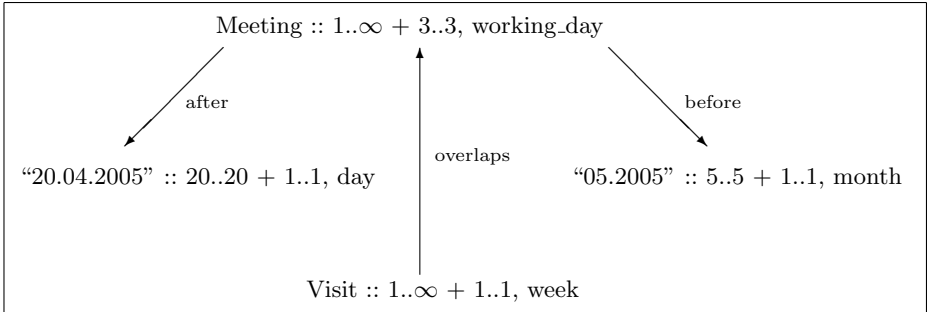 Meeting :: 1..∞ + 3..3, working_day
after
before
overlaps
“20.04.2005” :: 20..20 + 1..1, day
“05.2005” :: 5..5 + 1..1, month
Visit :: 1..∞ + 1..1, week